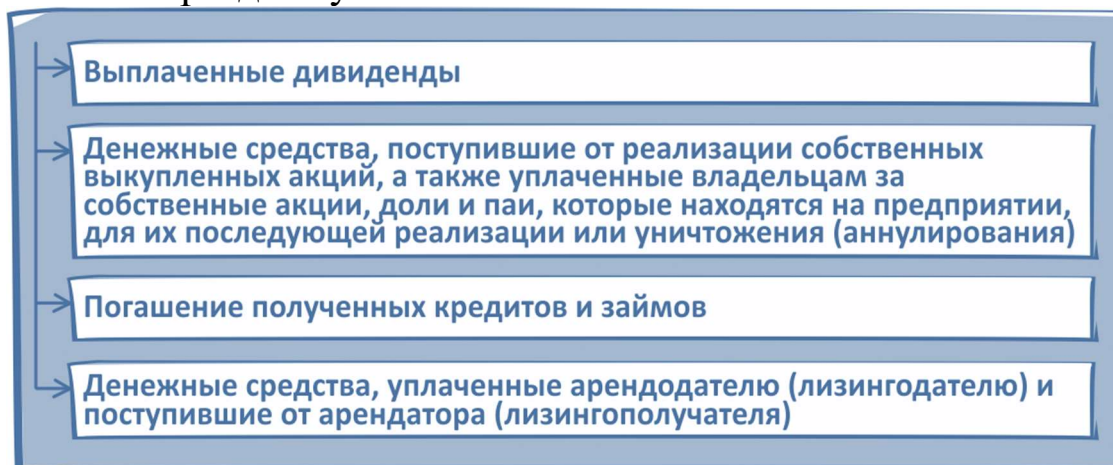 Выплаченные дивиденды
Денежные средства, поступившие от реализации собственных
выкупленных акций, а также уплаченные владельцам за
собственные акции, доли и паи, которые находятся на предприятии,
для их последующей реализации или уничтожения (аннулирования)
Погашение полученных кредитов и займов
Денежные средства, уплаченные арендодателю (лизингодателю) и
поступившие от арендатора (лизингополучателя)